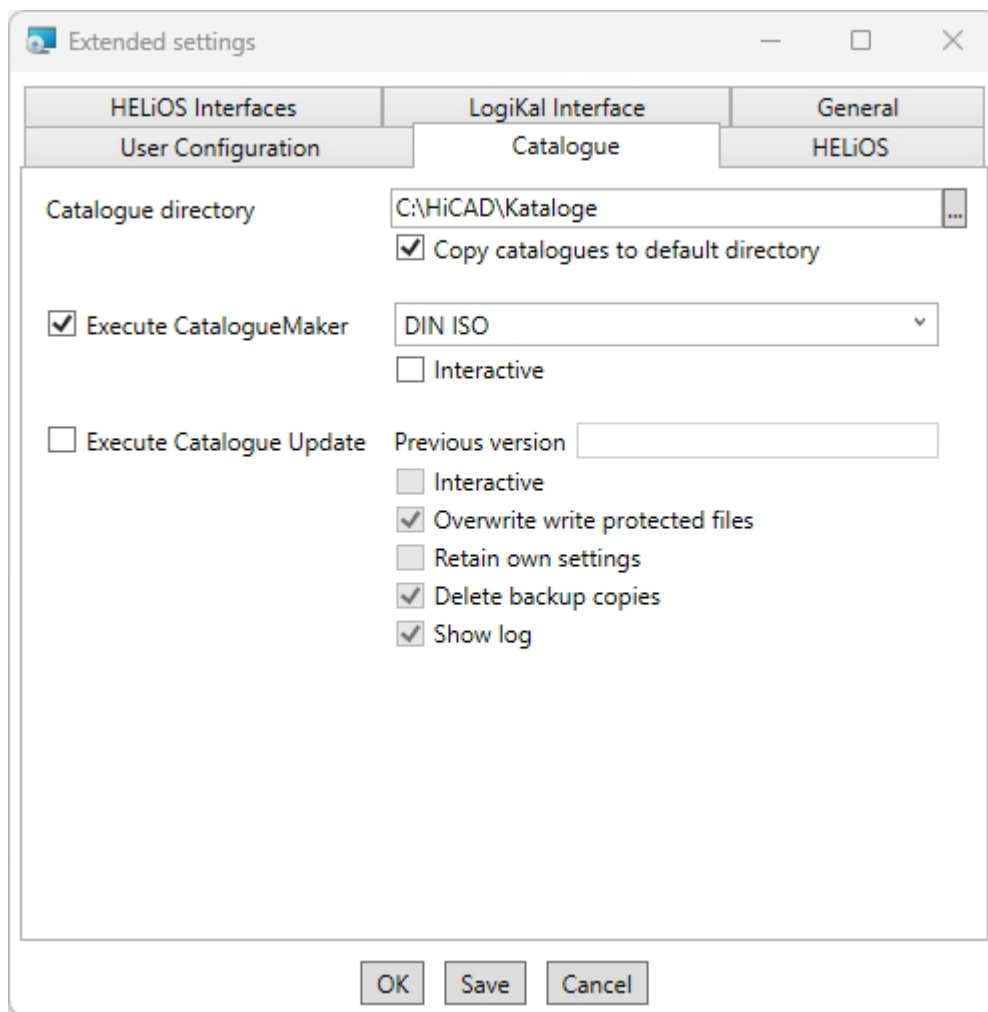 Extended settings
HELiOS Interfaces LogiKal Interface General
User Configuration Catalogue HELiOS
Catalogue directory C:\HiCAD\Kataloge ...
Copy catalogues to default directory
Execute CatalogueMaker DIN ISO
Interactive
Execute Catalogue Update Previous version
Interactive
Overwrite write protected files
Retain own settings
Delete backup copies
Show log
OK Save Cancel